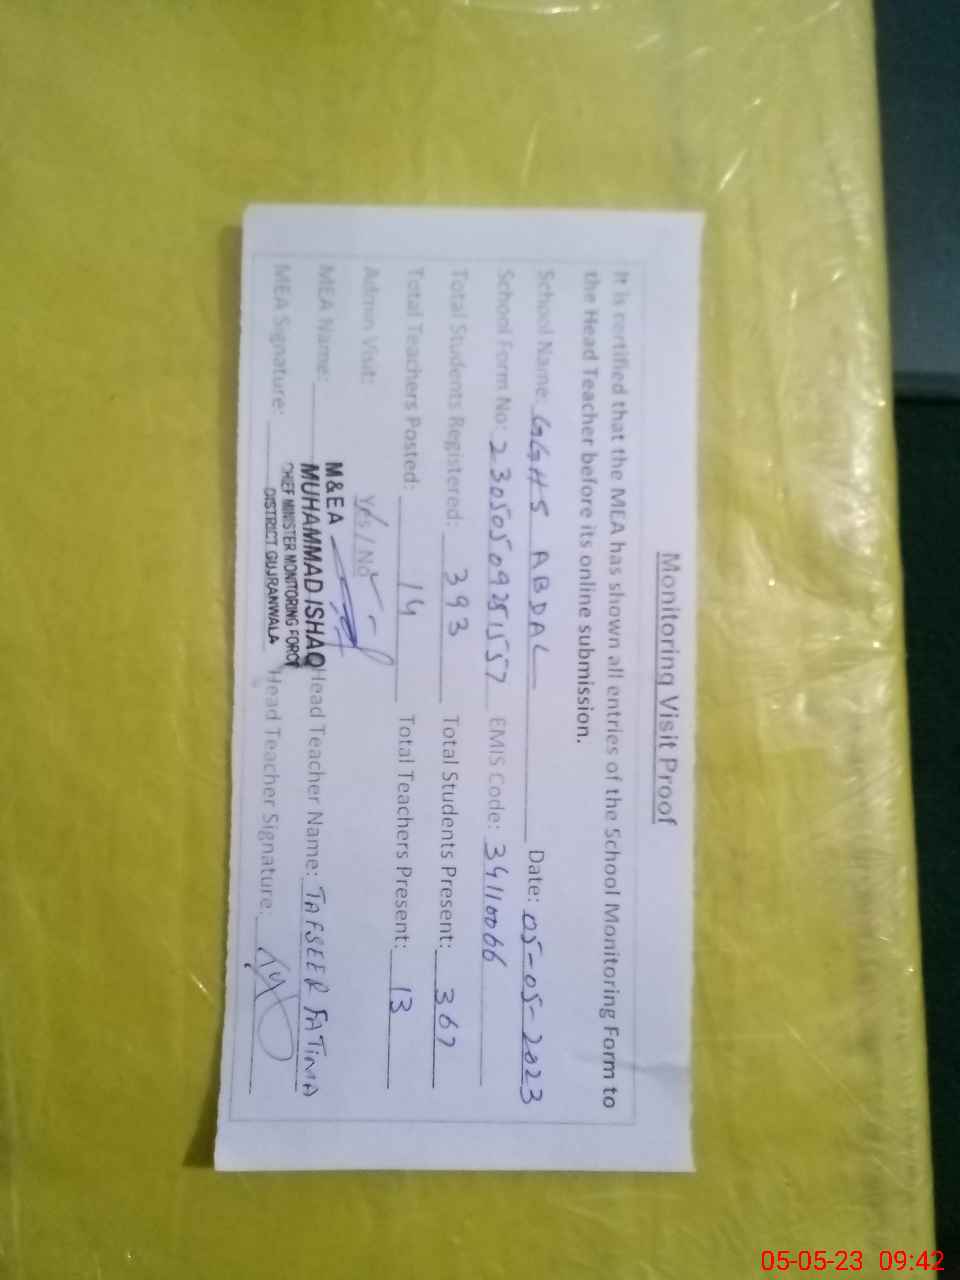 Monitoring Visit Proof
It is certified that the MEA has shown all entries of the School Monitoring Form to
the Head Teacher before its online submission.
School Name: GGHS ABDAL Date: 05-05-2023
School Form No: EMIS Code: 34110066
Total Students Registered: 393 Total Students Present: 367
Total Teachers Posted: 14 Total Teachers Present: 13
Admin Visit: Yes / No
MEA Name: M&EA MUHAMMAD ISHAQ Head Teacher Name: TAFSEER FATIMA
CHIEF MINISTER MONITORING FORCE
MEA Signature: DISTRICT GUJRANWALA Head Teacher Signature:
05-05-23 09:42